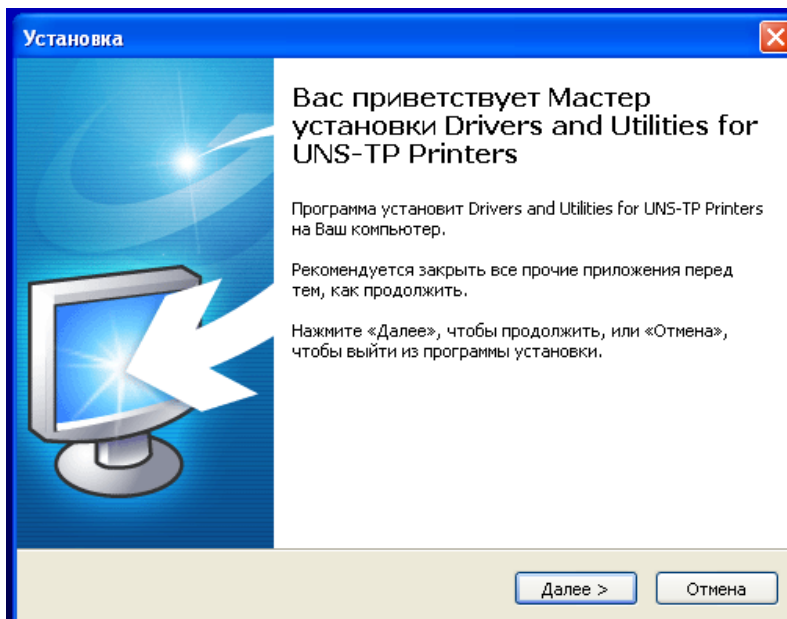 Установка
Вас приветствует Мастер
установки Drivers and Utilities for
UNS-TP Printers
Программа установит Drivers and Utilities for UNS-TP Printers
на Ваш компьютер.
Рекомендуется закрыть все прочие приложения перед
тем, как продолжить.
Нажмите «Далее», чтобы продолжить, или «Отмена»,
чтобы выйти из программы установки.
Далее >
Отмена